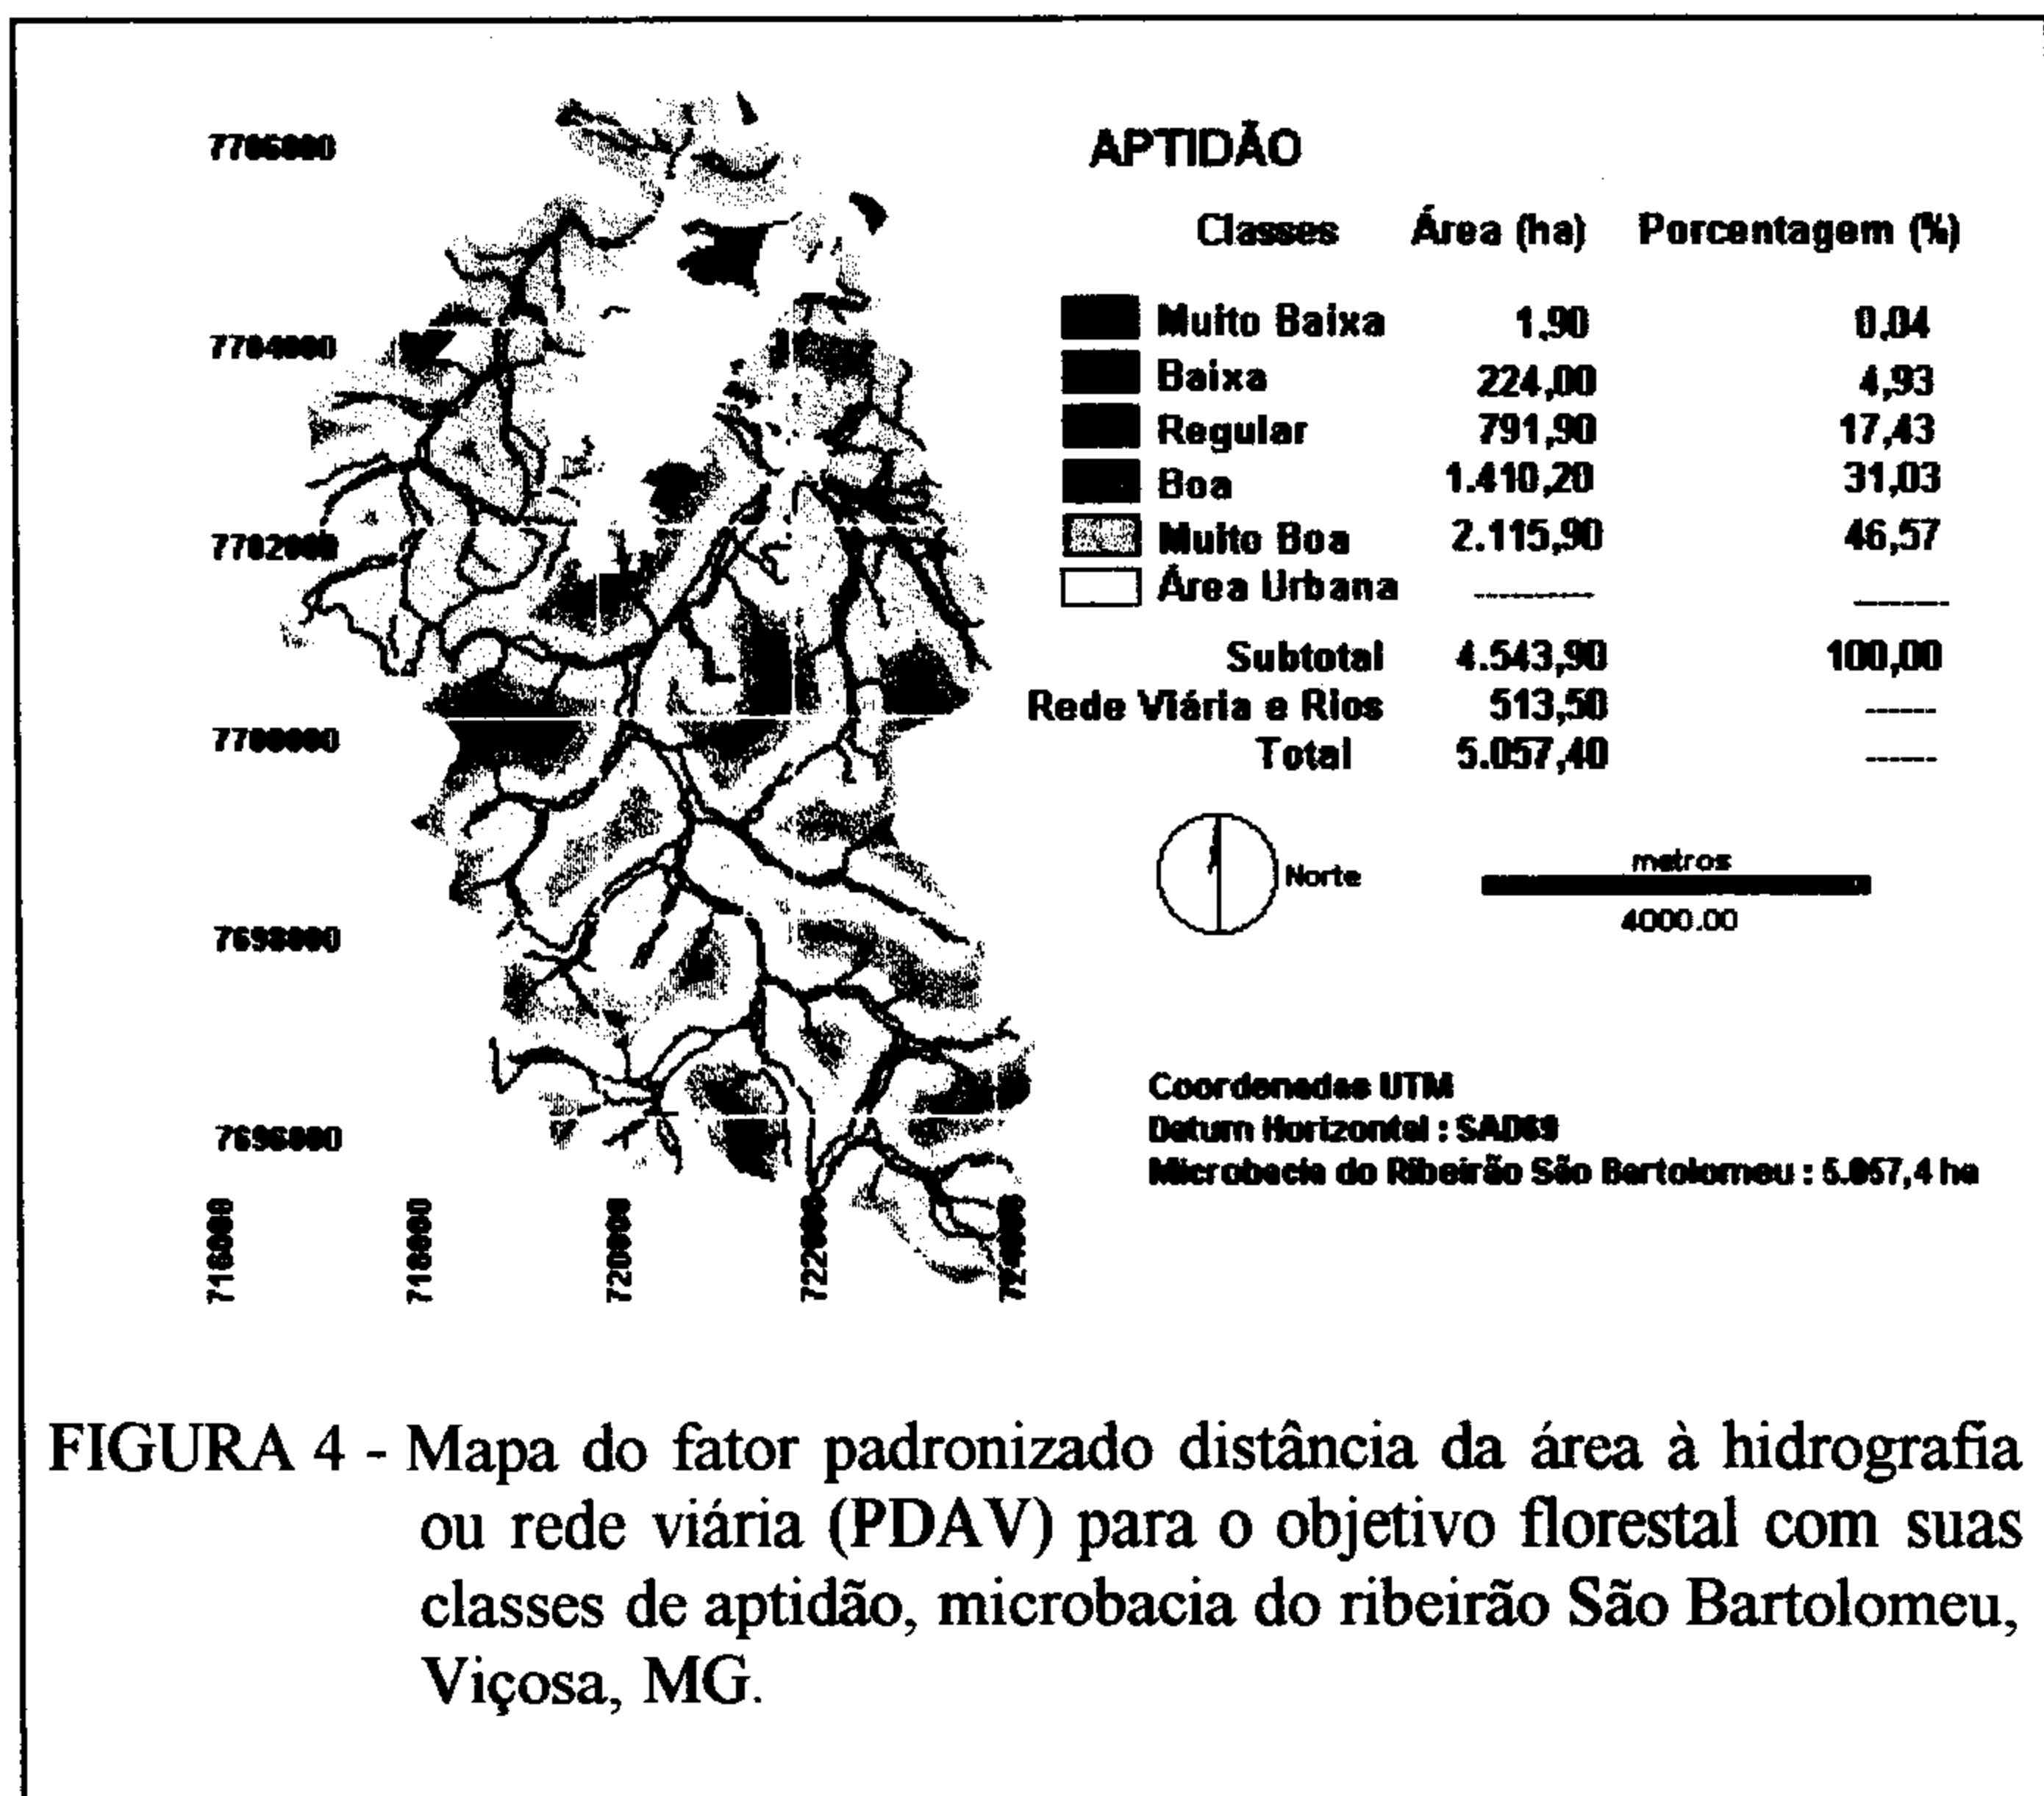 APTIDÃO
Classes Área (ha) Porcentagem (%)
Muito Baixa 1,90 0,04
Baixa 224,00 4,93
Regular 791,90 17,43
Boa 1.410,20 31,03
Muito Boa 2.115,90 46,57
Área Urbana ---------- -------
Subtotal 4.543,90 100,00
Rede Viária e Rios 513,50 ------
Total 5.057,40 ------
7706000
7704000
7702000
7700000
7698000
7696000
716000
718000
720000
722000
724000
Norte
metros
4000.00
Coordenadas UTM
Datum Horizontal : SAD69
Microbacia do Ribeirão São Bartolomeu : 5.057,4 ha
FIGURA 4 - Mapa do fator padronizado distância da área à hidrografia
ou rede viária (PDAV) para o objetivo florestal com suas
classes de aptidão, microbacia do ribeirão São Bartolomeu,
Viçosa, MG.